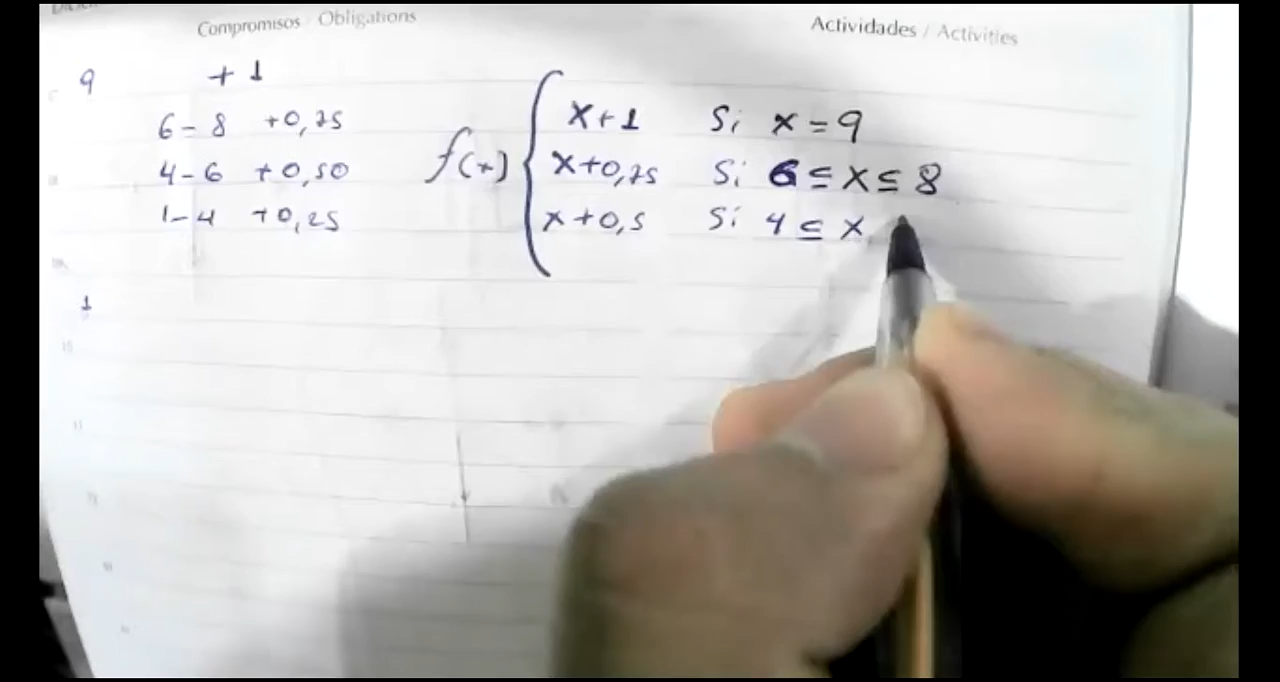 Compromisos / Obligations
Actividades / Activities
9 +1
6-8 +0,75
4-6 +0,50
1-4 +0,25
1
f(x) {
x+1 Si x=9
x+0,75 Si 6≤x≤8
x+0,5 Si 4≤x